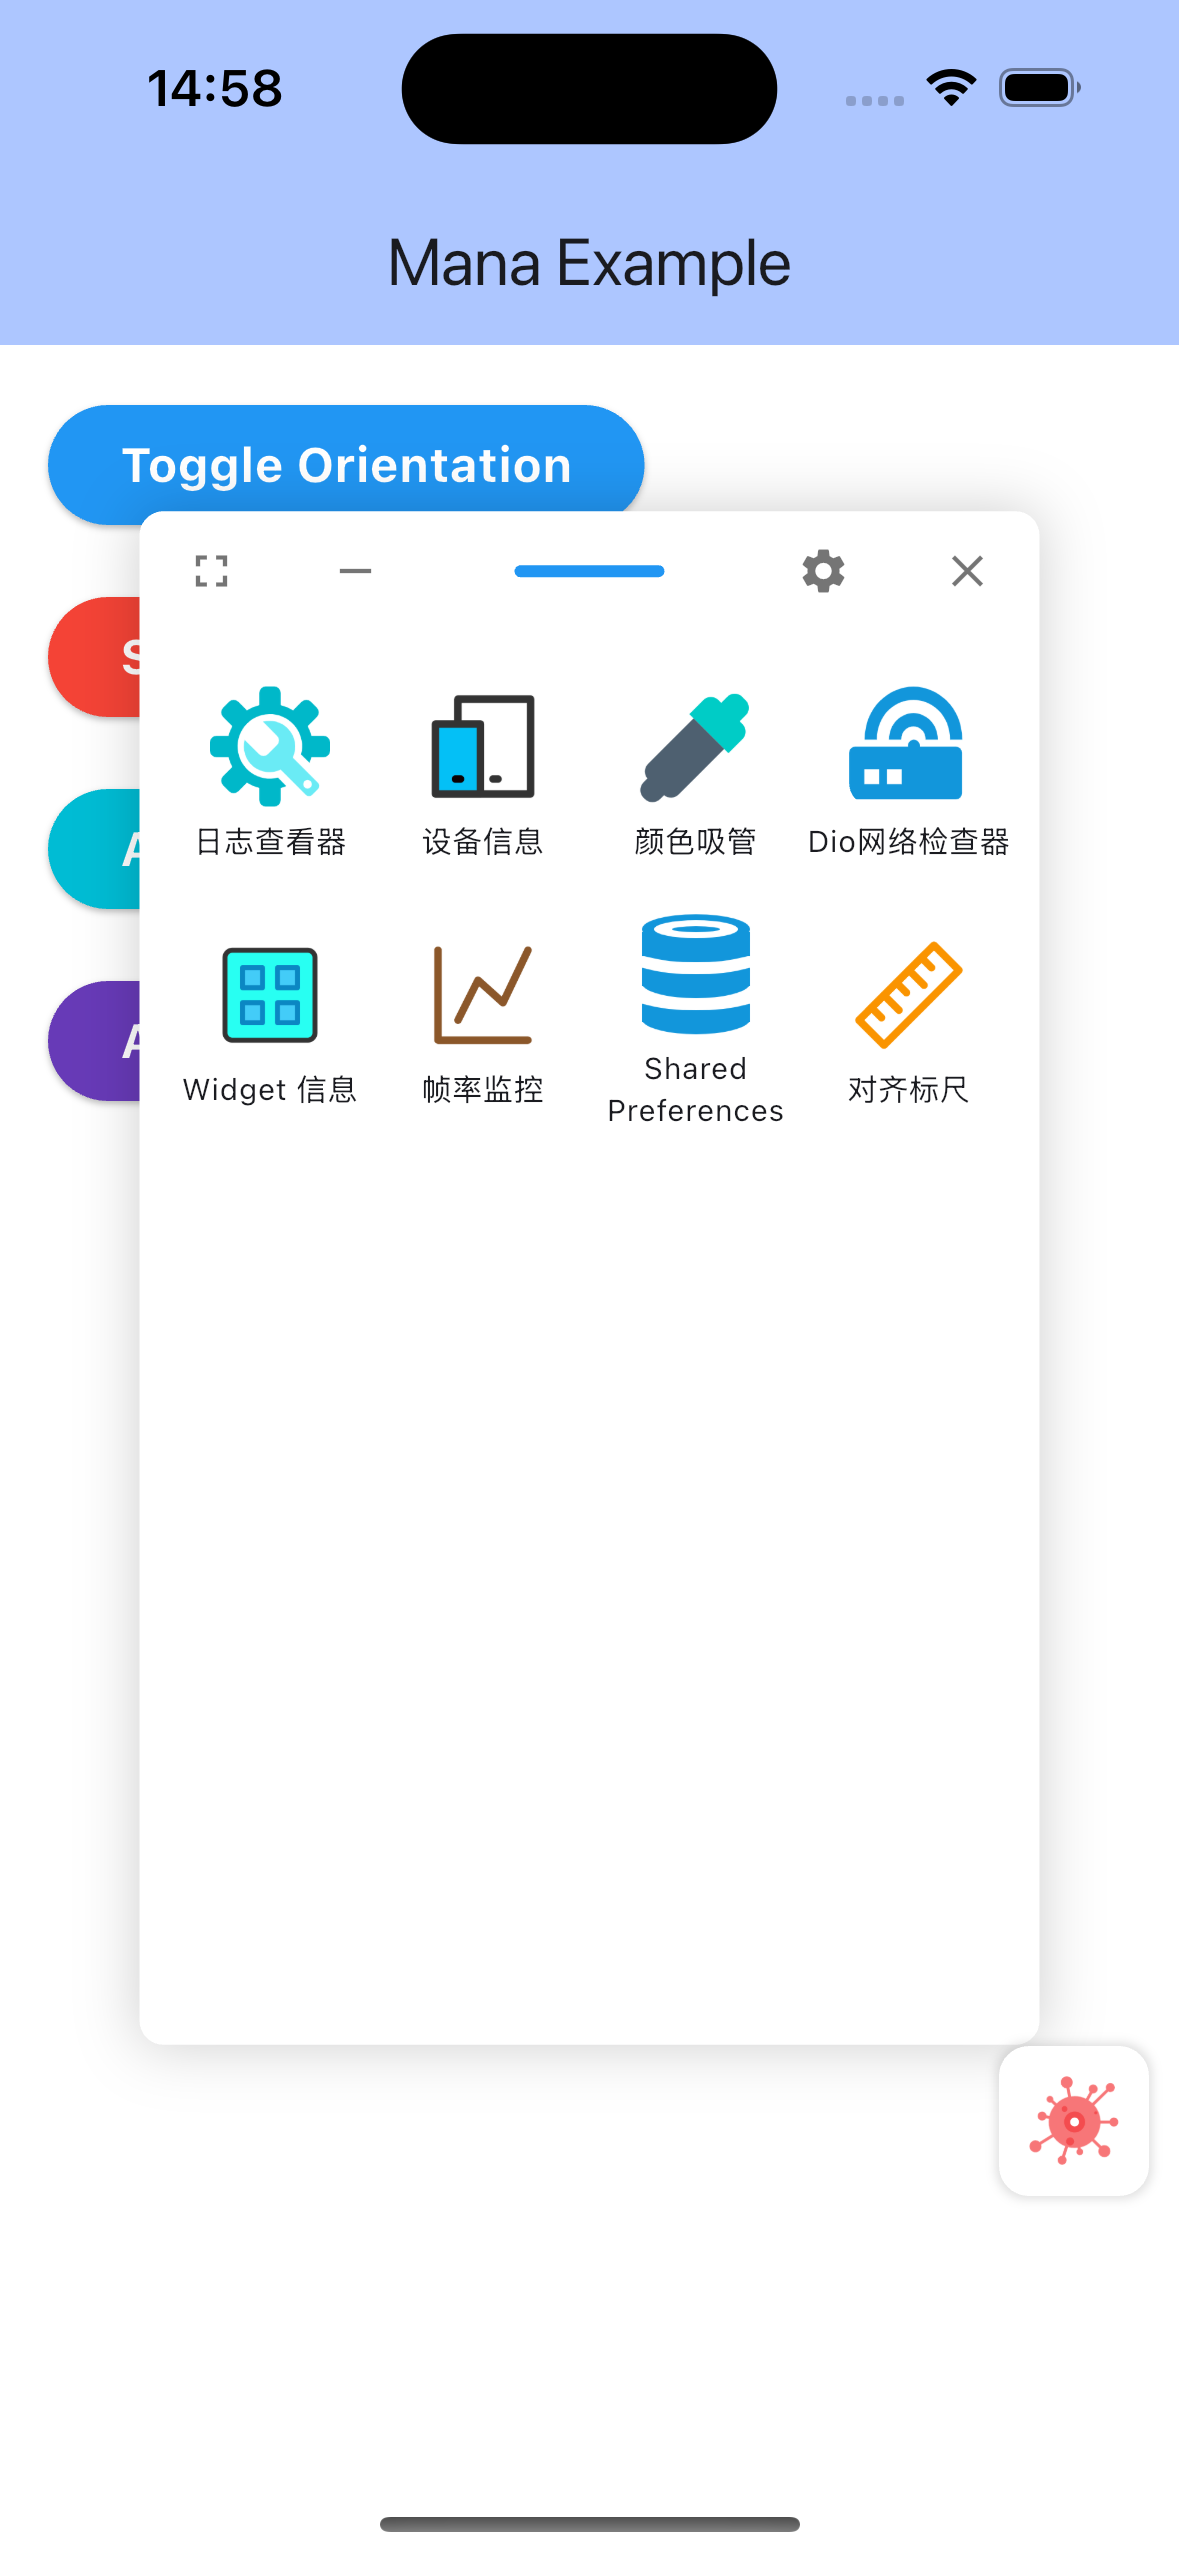 14:58
Mana Example
Toggle Orientation
日志查看器
设备信息
颜色吸管
Dio网络检查器
Widget 信息
帧率监控
Shared
Preferences
对齐标尺